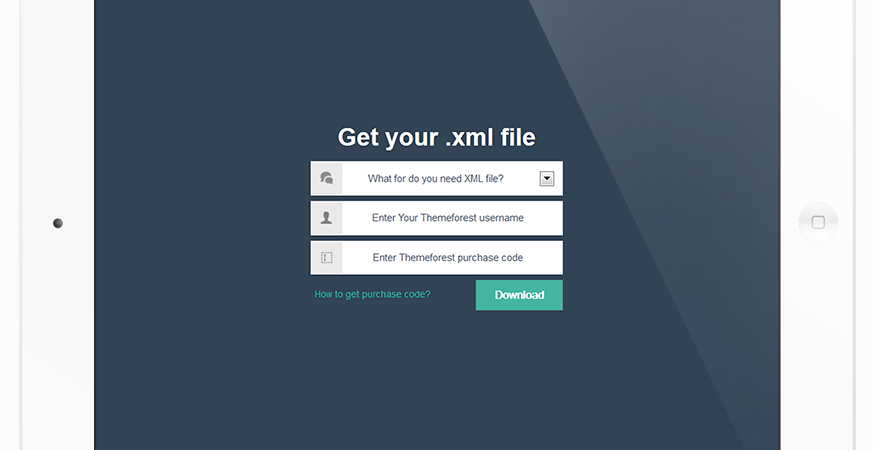 Get your .xml file
What for do you need XML file?
Enter Your Themeforest username
Enter Themeforest purchase code
How to get purchase code?
Download